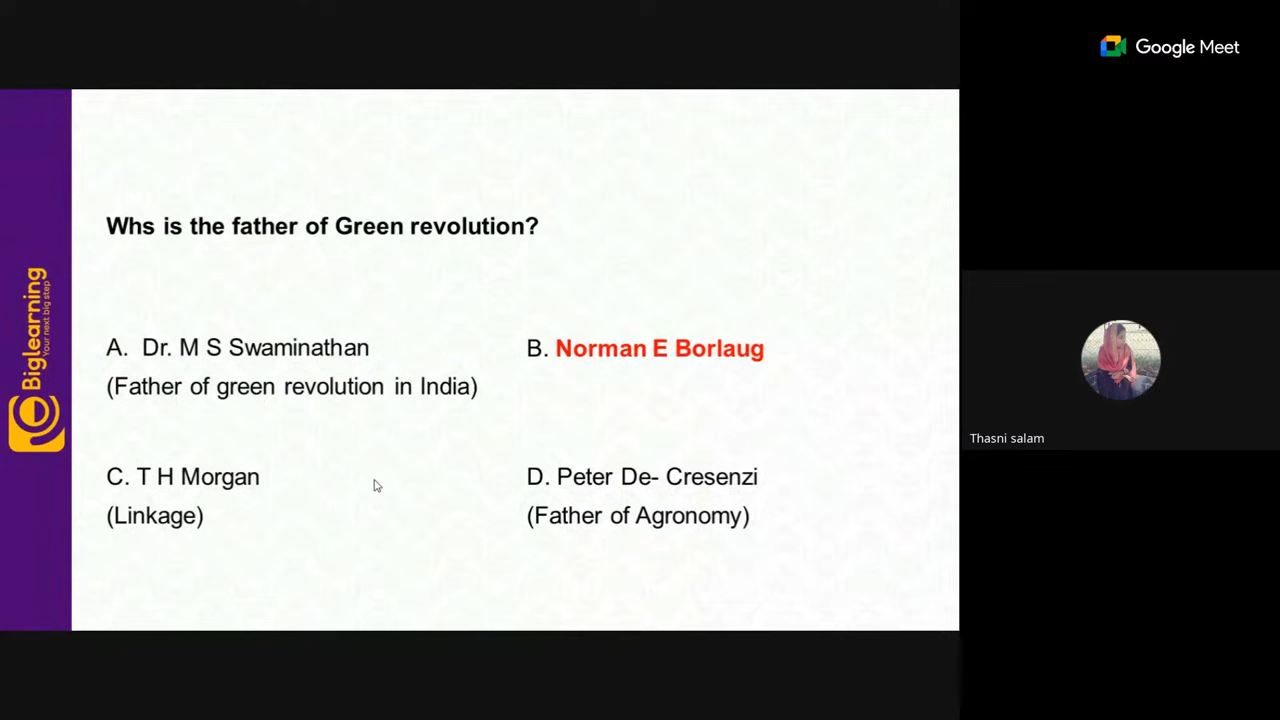 Google Meet
Whs is the father of Green revolution?
A. Dr. M S Swaminathan
(Father of green revolution in India)
B. Norman E Borlaug
C. T H Morgan
(Linkage)
D. Peter De- Cresenzi
(Father of Agronomy)
Biglearning
Your next big step
Thasni salam